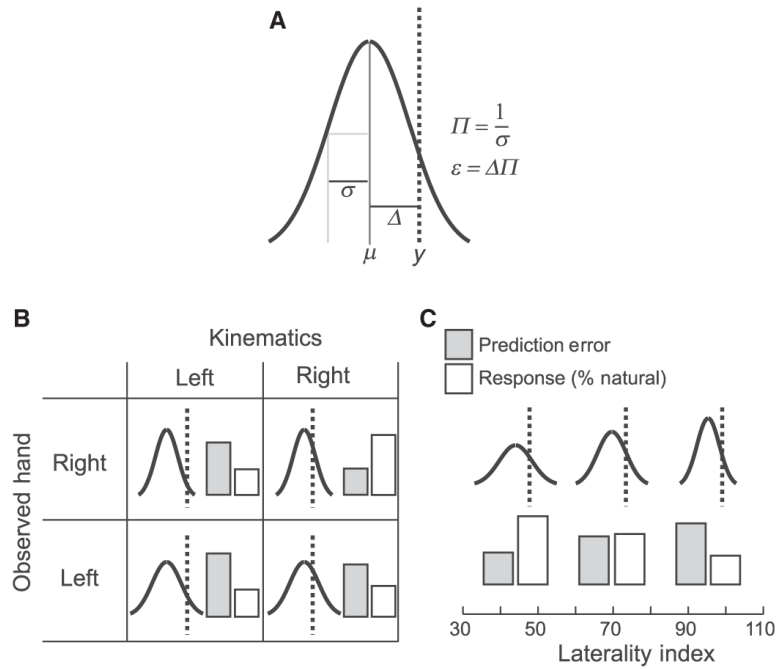 A
Π = 1/σ
ε = ΔΠ
σ
Δ
μ y
B
Kinematics
Left Right
Observed hand
Right
Left
C
Prediction error
Response (% natural)
30 50 70 90 110
Laterality index